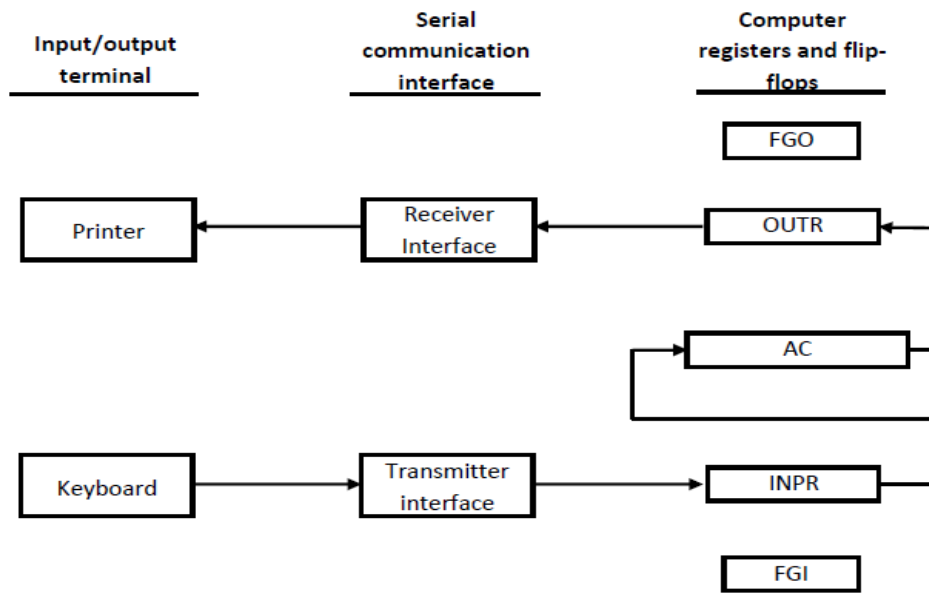 Input/output
terminal
Serial
communication
interface
Computer
registers and flip-
flops
FGO
Printer
Receiver
Interface
OUTR
AC
Keyboard
Transmitter
interface
INPR
FGI